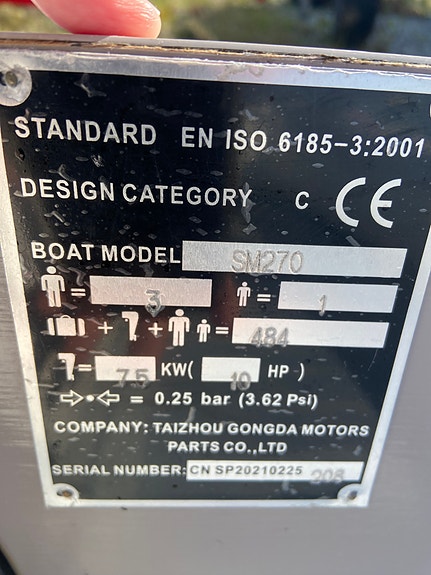 STANDARD EN ISO 6185-3:2001
DESIGN CATEGORY C CE
BOAT MODEL SM270
= 3 = 1
+ + = 484
= 7.5 KW( 10 HP )
= 0.25 bar (3.62 Psi)
COMPANY: TAIZHOU GONGDA MOTORS
PARTS CO.,LTD
SERIAL NUMBER: CN SP20210225 208